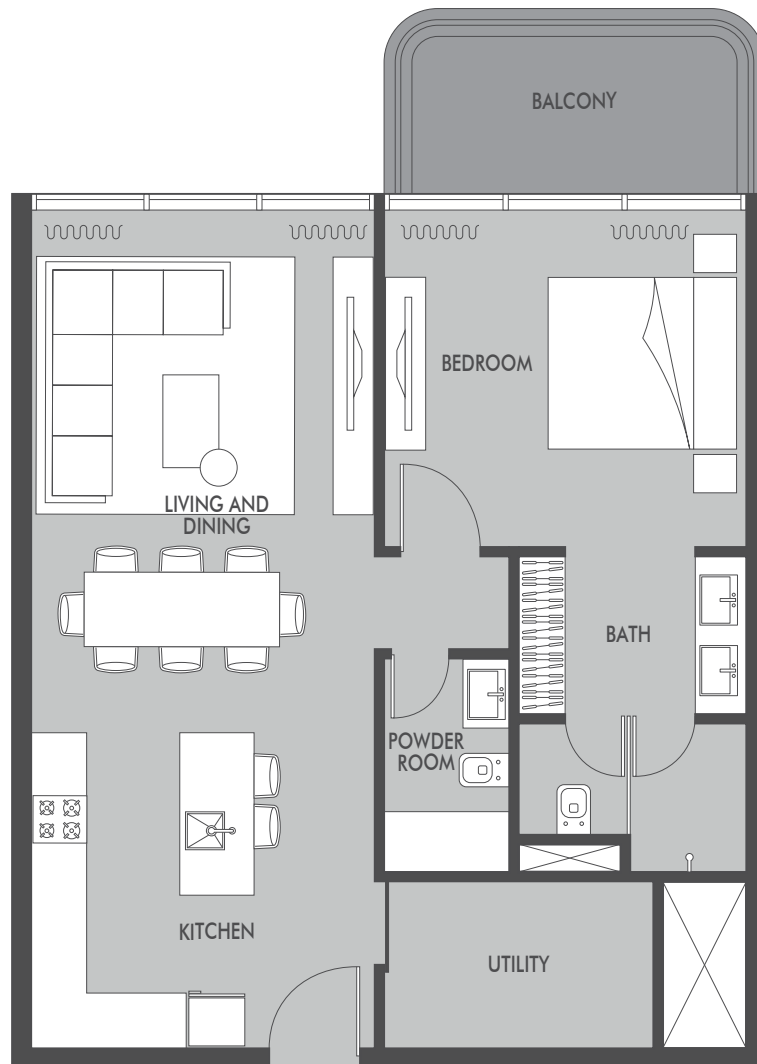 BALCONY
BEDROOM
LIVING AND
DINING
BATH
POWDER
ROOM
KITCHEN
UTILITY